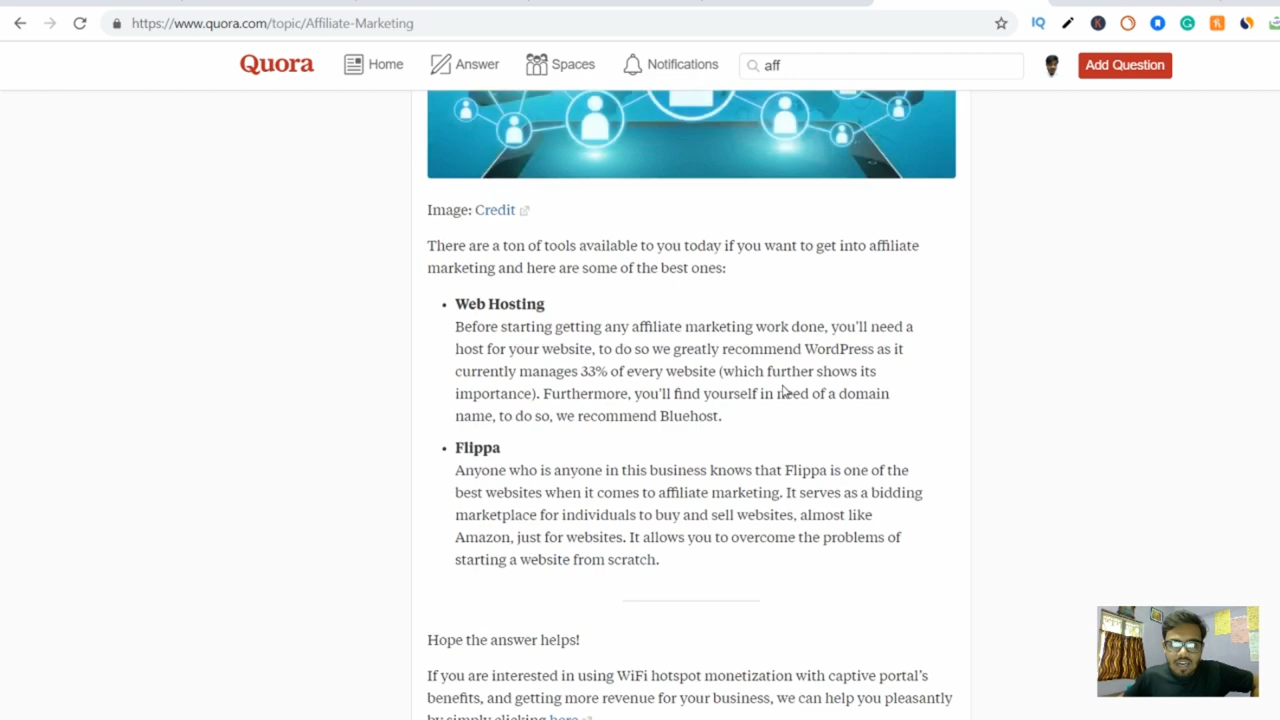 https://www.quora.com/topic/Affiliate-Marketing
IQ
Quora
Home
Answer
Spaces
Notifications
aff
Add Question
Image: Credit
There are a ton of tools available to you today if you want to get into affiliate
marketing and here are some of the best ones:
• Web Hosting
Before starting getting any affiliate marketing work done, you'll need a
host for your website, to do so we greatly recommend WordPress as it
currently manages 33% of every website (which further shows its
importance). Furthermore, you'll find yourself in need of a domain
name, to do so, we recommend Bluehost.
• Flippa
Anyone who is anyone in this business knows that Flippa is one of the
best websites when it comes to affiliate marketing. It serves as a bidding
marketplace for individuals to buy and sell websites, almost like
Amazon, just for websites. It allows you to overcome the problems of
starting a website from scratch.
Hope the answer helps!
If you are interested in using WiFi hotspot monetization with captive portal's
benefits, and getting more revenue for your business, we can help you pleasantly
by simply clicking here